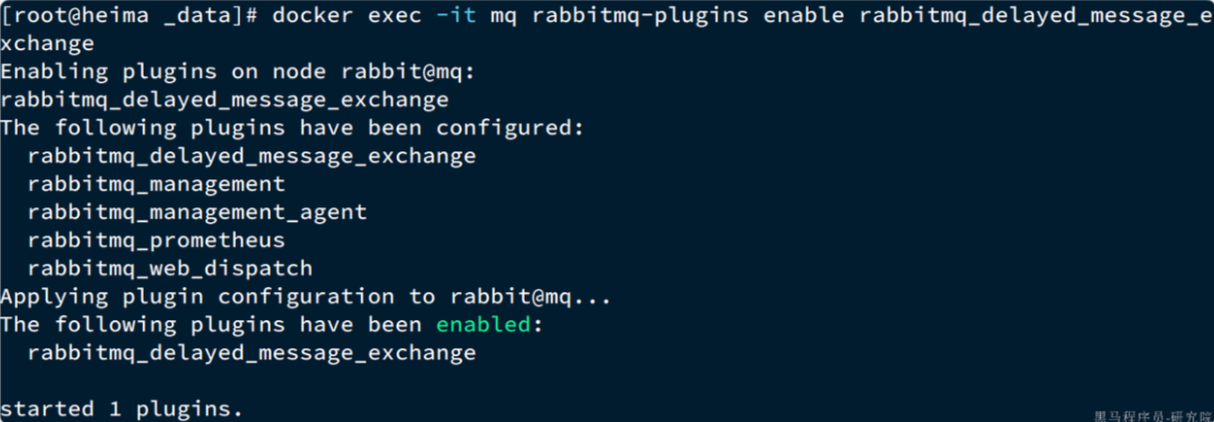 [root@heima _data]# docker exec -it mq rabbitmq-plugins enable rabbitmq_delayed_message_e
xchange
Enabling plugins on node rabbit@mq:
rabbitmq_delayed_message_exchange
The following plugins have been configured:
  rabbitmq_delayed_message_exchange
  rabbitmq_management
  rabbitmq_management_agent
  rabbitmq_prometheus
  rabbitmq_web_dispatch
Applying plugin configuration to rabbit@mq...
The following plugins have been enabled:
  rabbitmq_delayed_message_exchange
started 1 plugins.
黑马程序员-研究院